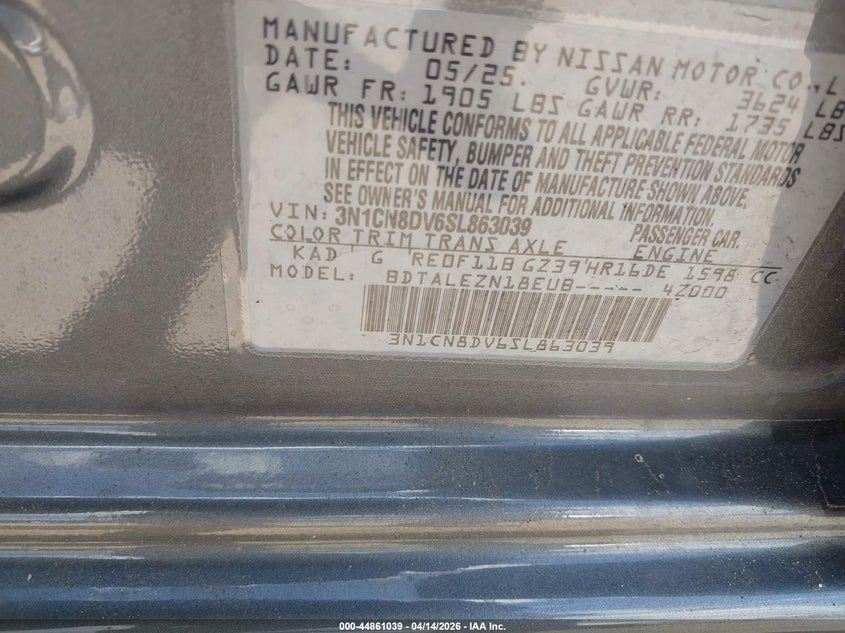 MANUFACTURED BY NISSAN MOTOR CO., L
DATE: 05/25. GVWR: 3624 LB
GAWR FR: 1905 LBS GAWR RR: 1735 LBS
THIS VEHICLE CONFORMS TO ALL APPLICABLE FEDERAL MOTOR
VEHICLE SAFETY, BUMPER AND THEFT PREVENTION STANDARDS
IN EFFECT ON THE DATE OF MANUFACTURE SHOWN ABOVE.
SEE OWNER'S MANUAL FOR ADDITIONAL INFORMATION.
VIN: 3N1CN8DV6SL863039 PASSENGER CAR.
COLOR TRIM TRANS AXLE ENGINE
KAD G RE0F11B GZ39 HR16DE 1598 CC
MODEL: BDTALEZN18EUB----- 4Z000
3N1CN8DV6SL863039
000-44861039 - 04/14/2026 - IAA Inc.